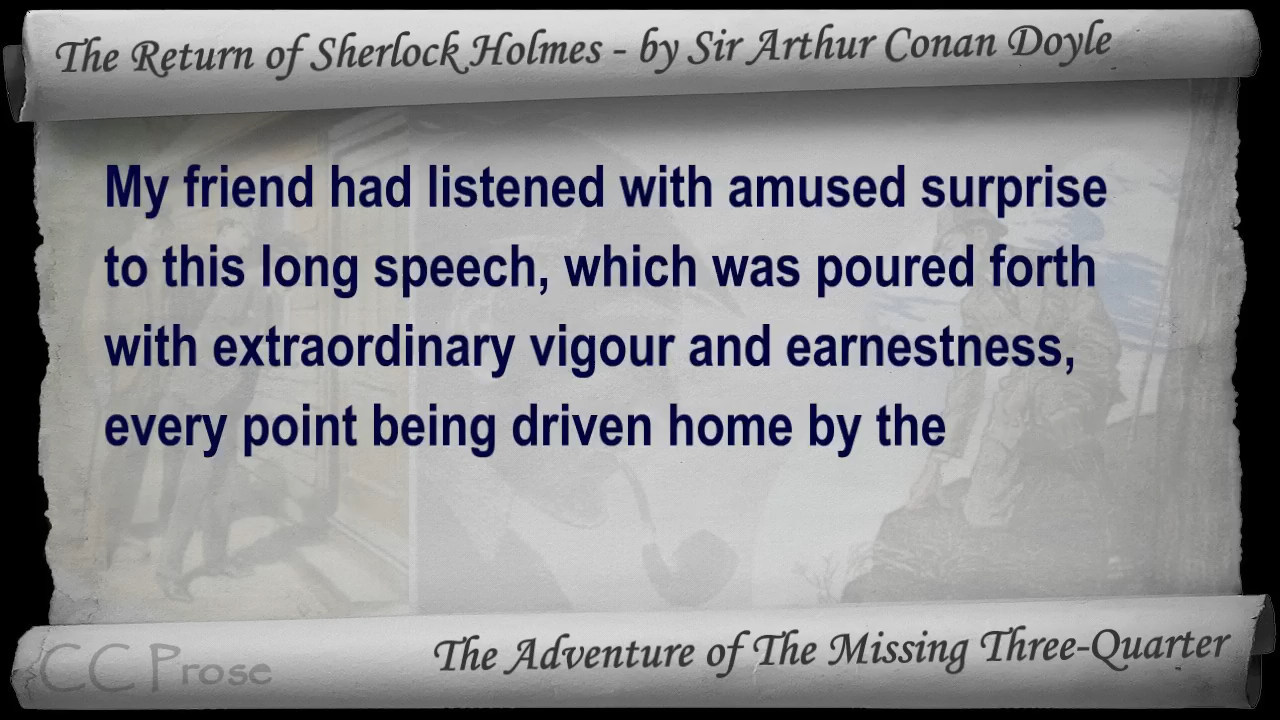 The Return of Sherlock Holmes - by Sir Arthur Conan Doyle
My friend had listened with amused surprise
to this long speech, which was poured forth
with extraordinary vigour and earnestness,
every point being driven home by the
CC Prose
The Adventure of The Missing Three-Quarter